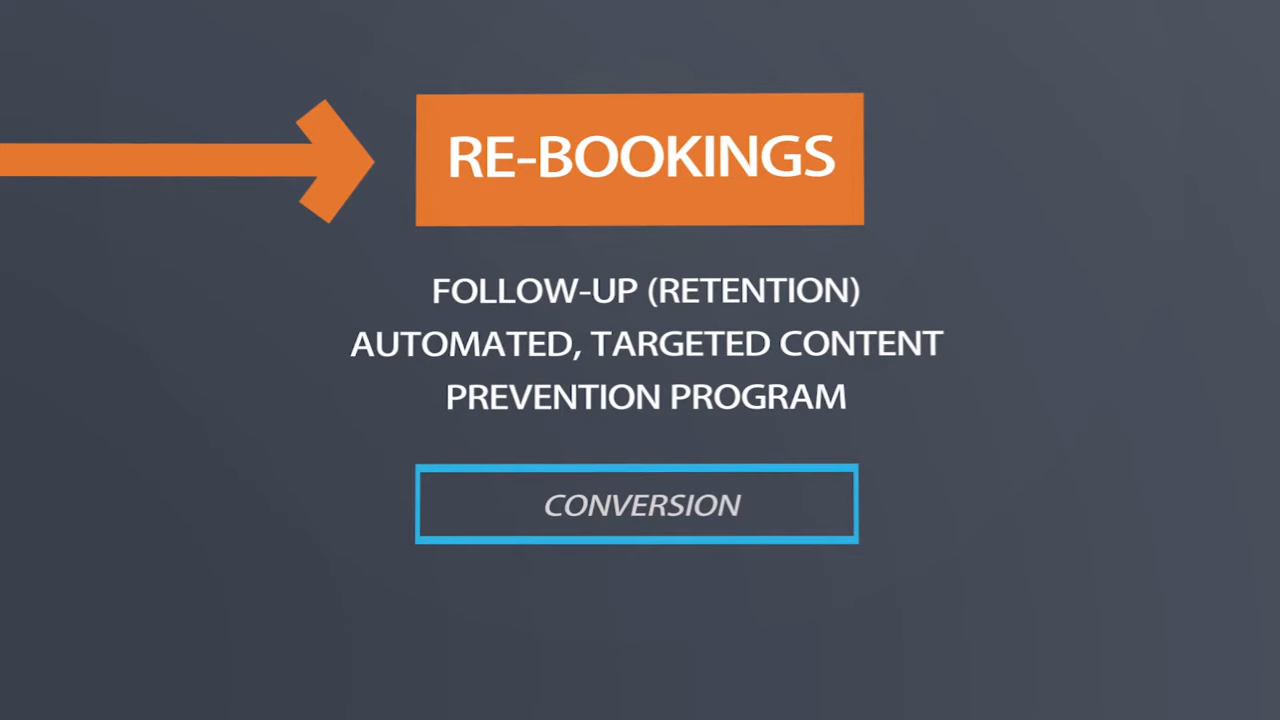 RE-BOOKINGS
FOLLOW-UP (RETENTION)
AUTOMATED, TARGETED CONTENT
PREVENTION PROGRAM
CONVERSION